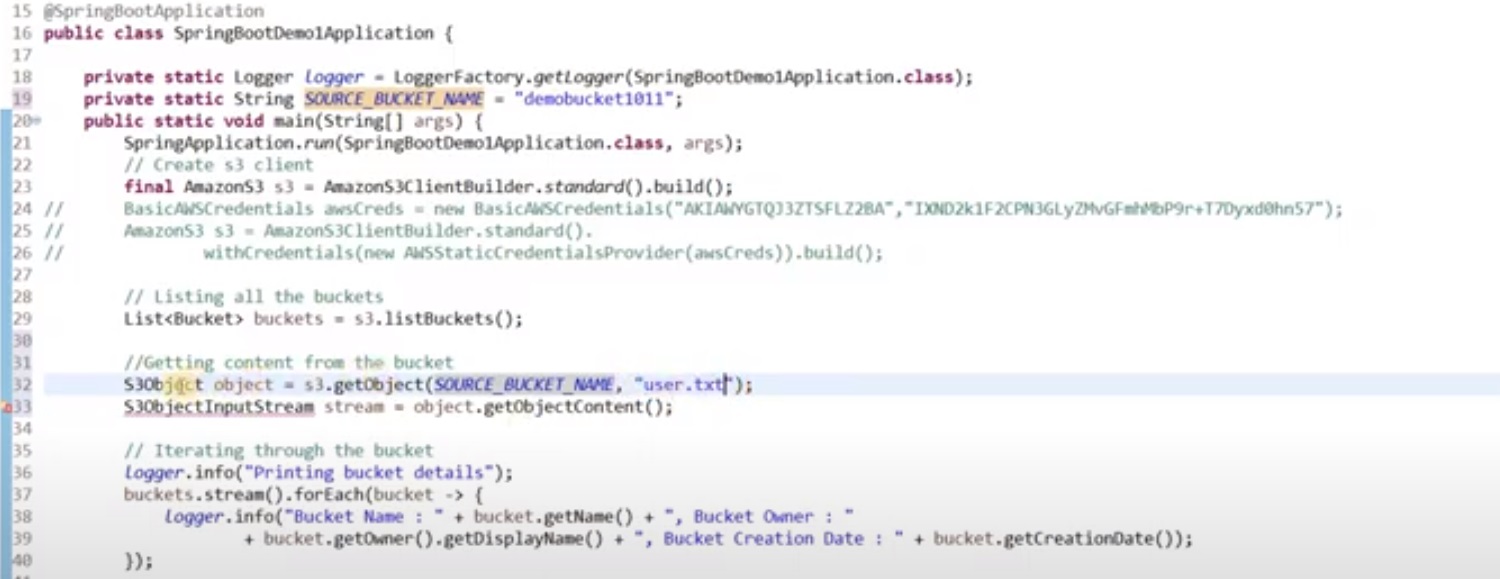 15 @SpringBootApplication
16 public class SpringBootDemo1Application {
17
18 private static Logger logger = LoggerFactory.getLogger(SpringBootDemo1Application.class);
19 private static String SOURCE_BUCKET_NAME = "demobucket1011";
20 public static void main(String[] args) {
21 SpringApplication.run(SpringBootDemo1Application.class, args);
22 // Create s3 client
23 final AmazonS3 s3 = AmazonS3ClientBuilder.standard().build();
24 // BasicAWSCredentials awsCreds = new BasicAWSCredentials("","");
25 // AmazonS3 s3 = AmazonS3ClientBuilder.standard().
26 // withCredentials(new AWSStaticCredentialsProvider(awsCreds)).build();
27
28 // Listing all the buckets
29 List<Bucket> buckets = s3.listBuckets();
30
31 //Getting content from the bucket
32 S3Object object = s3.getObject(SOURCE_BUCKET_NAME, "user.txt");
33 S3ObjectInputStream stream = object.getObjectContent();
34
35 // Iterating through the bucket
36 logger.info("Printing bucket details");
37 buckets.stream().forEach(bucket -> {
38 logger.info("Bucket Name : " + bucket.getName() + ", Bucket Owner : "
39 + bucket.getOwner().getDisplayName() + ", Bucket Creation Date : " + bucket.getCreationDate());
40 });